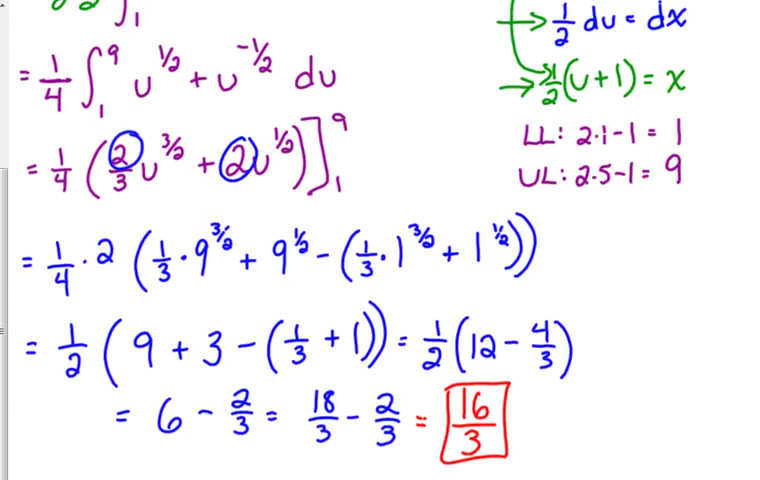 ∫₁
½ du = dx
= ¼ ∫₁⁹ u^(1/2) + u^(-1/2) du
½(u+1) = x
LL: 2·1-1 = 1
= ¼ (⅔ u^(3/2) + 2u^(1/2))]₁⁹
UL: 2·5-1 = 9
= ¼ · 2 (⅓ · 9^(3/2) + 9^(1/2) - (⅓ · 1^(3/2) + 1^(1/2)))
= ½ (9 + 3 - (⅓ + 1)) = ½ (12 - 4/3)
= 6 - 2/3 = 18/3 - 2/3 = 16/3